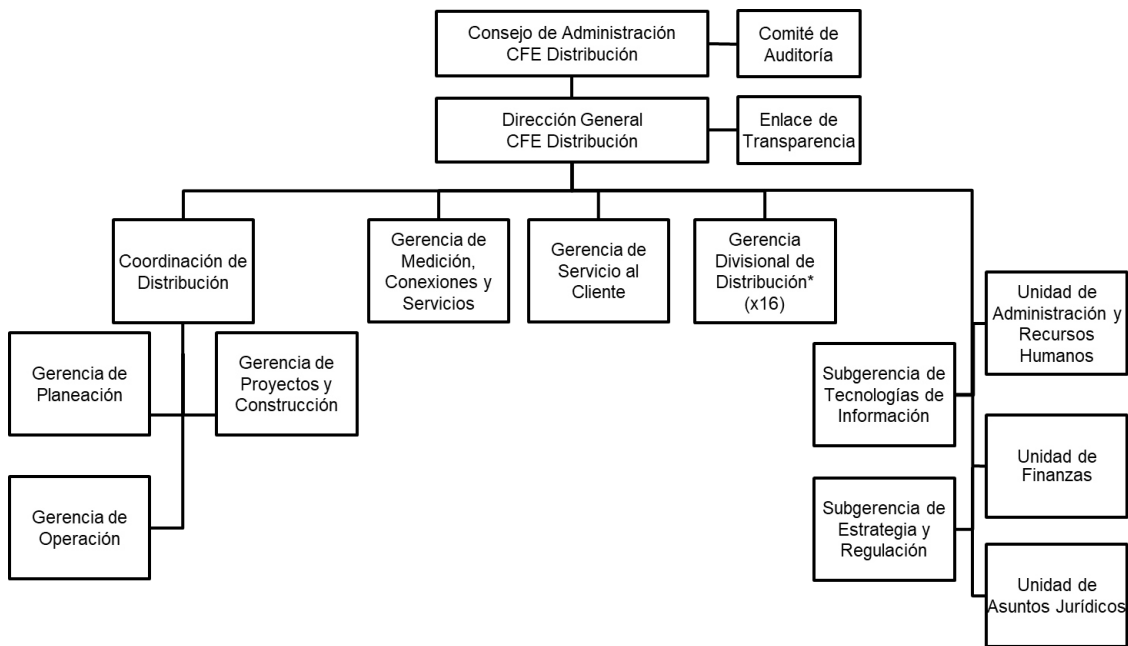 Consejo de Administración
CFE Distribución
Comité de
Auditoría
Dirección General
CFE Distribución
Enlace de
Transparencia
Coordinación de
Distribución
Gerencia de
Medición,
Conexiones y
Servicios
Gerencia de
Servicio al
Cliente
Gerencia
Divisional de
Distribución*
(x16)
Unidad de
Administración y
Recursos
Humanos
Gerencia de
Planeación
Gerencia de
Proyectos y
Construcción
Subgerencia de
Tecnologías de
Información
Unidad de
Finanzas
Gerencia de
Operación
Subgerencia de
Estrategia y
Regulación
Unidad de
Asuntos Jurídicos